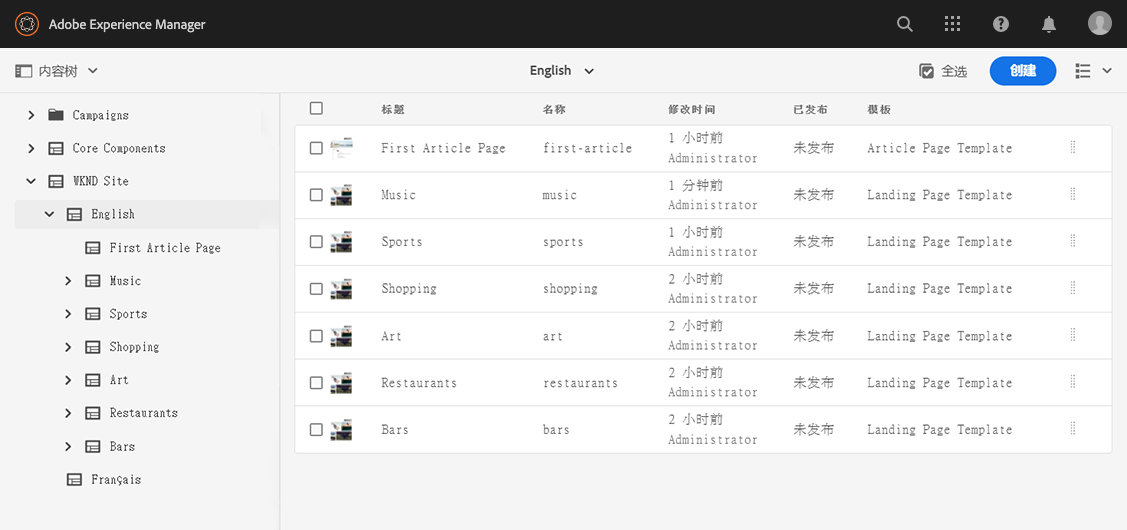 Adobe Experience Manager
内容树
English
全选
创建
Campaigns
Core Components
WKND Site
English
First Article Page
Music
Sports
Shopping
Art
Restaurants
Bars
Français
标题 名称 修改时间 已发布 模板
First Article Page first-article 1 小时前 Administrator 未发布 Article Page Template
Music music 1 分钟前 Administrator 未发布 Landing Page Template
Sports sports 1 小时前 Administrator 未发布 Landing Page Template
Shopping shopping 2 小时前 Administrator 未发布 Landing Page Template
Art art 2 小时前 Administrator 未发布 Landing Page Template
Restaurants restaurants 2 小时前 Administrator 未发布 Landing Page Template
Bars bars 2 小时前 Administrator 未发布 Landing Page Template